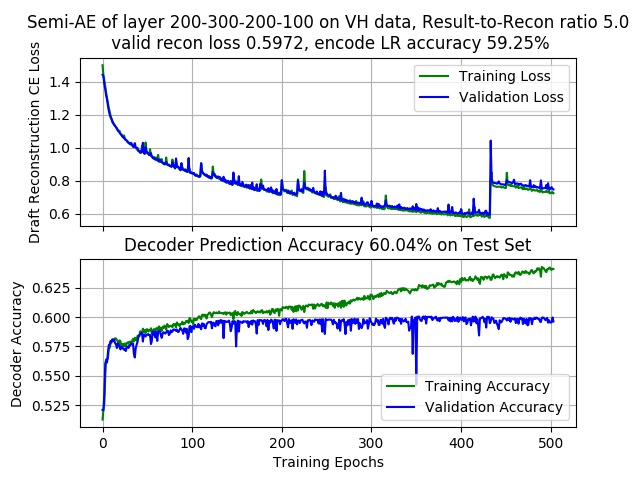 Semi-AE of layer 200-300-200-100 on VH data, Result-to-Recon ratio 5.0
valid recon loss 0.5972, encode LR accuracy 59.25%
Draft Reconstruction CE Loss
1.4
1.2
1.0
0.8
0.6
Training Loss
Validation Loss
Decoder Prediction Accuracy 60.04% on Test Set
Decoder Accuracy
0.625
0.600
0.575
0.550
0.525
Training Accuracy
Validation Accuracy
0 100 200 300 400 500
Training Epochs